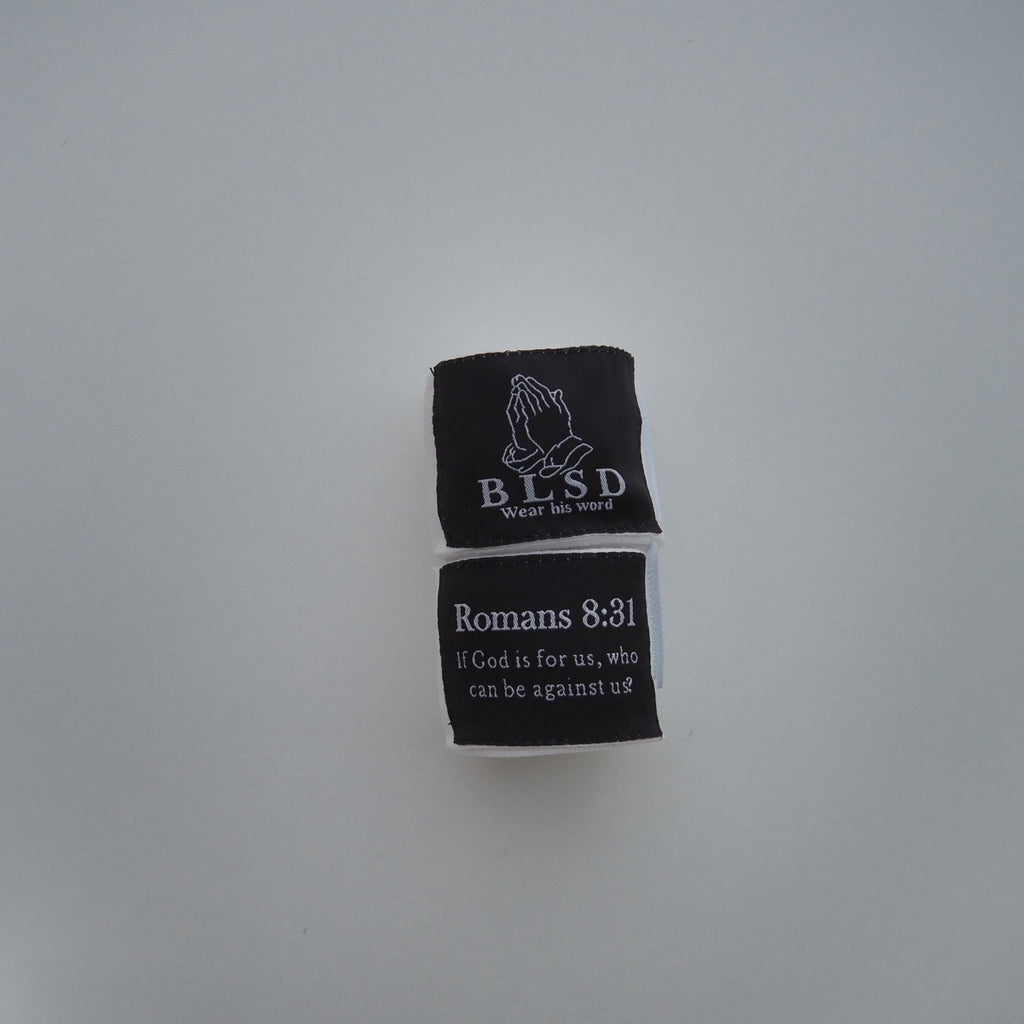 BLSD
Wear his word
Romans 8:31
If God is for us, who
can be against us?